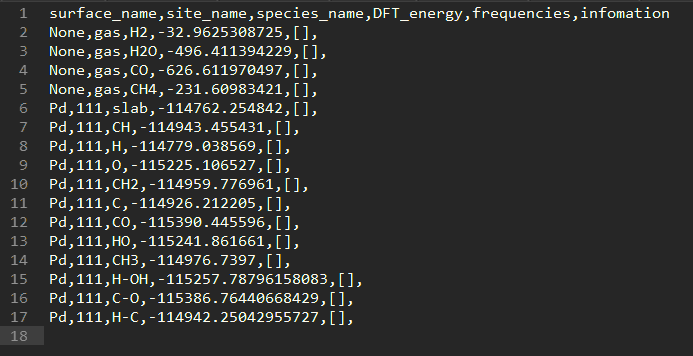 1 surface_name,site_name,species_name,DFT_energy,frequencies,infomation
2 None,gas,H2,-32.9625308725,[],
3 None,gas,H2O,-496.411394229,[],
4 None,gas,CO,-626.611970497,[],
5 None,gas,CH4,-231.60983421,[],
6 Pd,111,slab,-114762.254842,[],
7 Pd,111,CH,-114943.455431,[],
8 Pd,111,H,-114779.038569,[],
9 Pd,111,O,-115225.106527,[],
10 Pd,111,CH2,-114959.776961,[],
11 Pd,111,C,-114926.212205,[],
12 Pd,111,CO,-115390.445596,[],
13 Pd,111,HO,-115241.861661,[],
14 Pd,111,CH3,-114976.7397,[],
15 Pd,111,H-OH,-115257.78796158083,[],
16 Pd,111,C-O,-115386.76440668429,[],
17 Pd,111,H-C,-114942.25042955727,[],
18